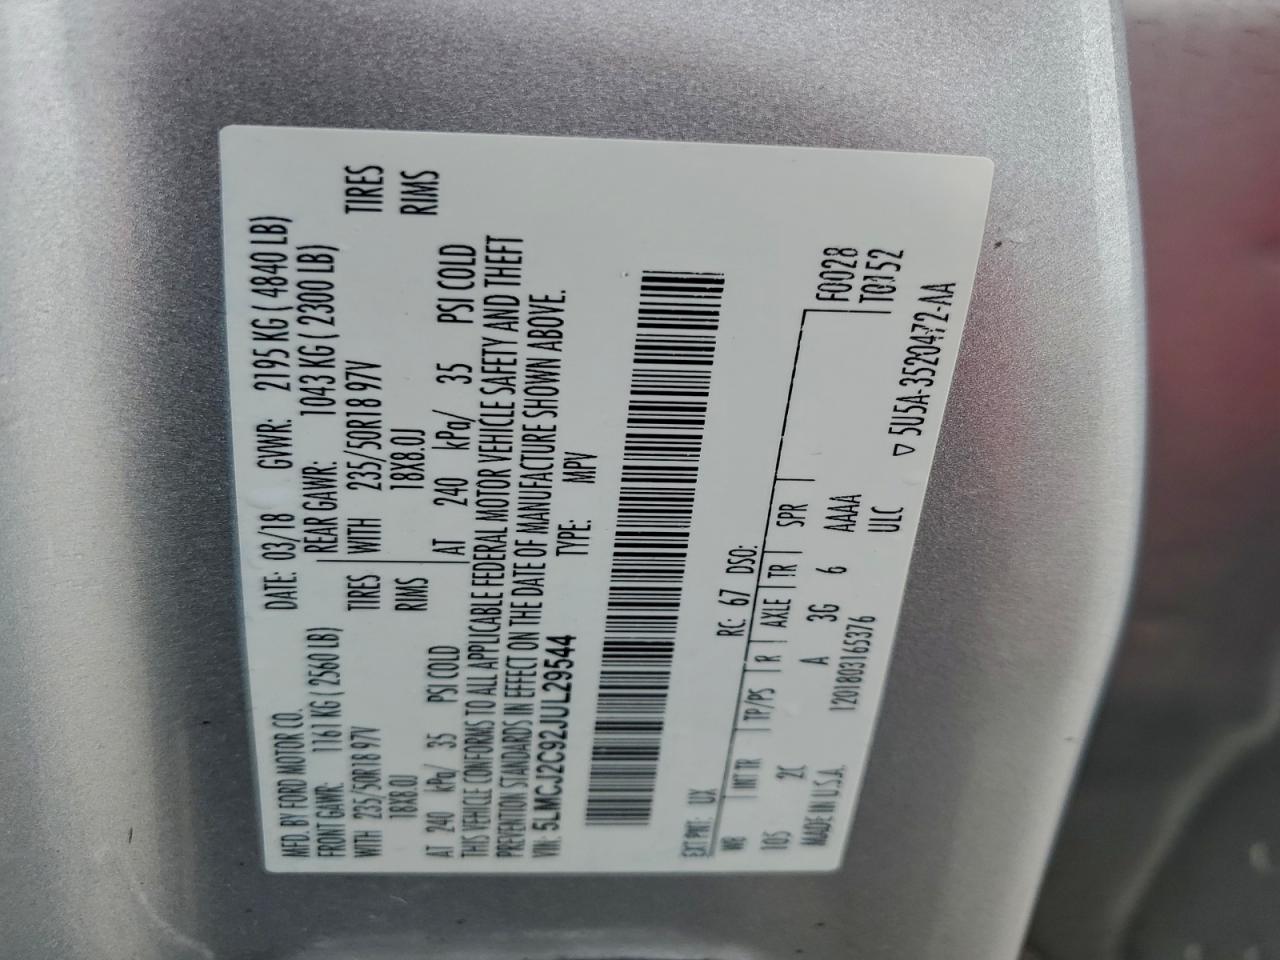 MFD. BY FORD MOTOR CO.
DATE: 03/18 GVWR: 2195 KG ( 4840 LB)
FRONT GAWR: 1161 KG ( 2560 LB) REAR GAWR: 1043 KG ( 2300 LB)
WITH 235/50R18 97V TIRES WITH 235/50R18 97V TIRES
18X8.0J RIMS 18X8.0J RIMS
AT 240 kPa/ 35 PSI COLD AT 240 kPa/ 35 PSI COLD
THIS VEHICLE CONFORMS TO ALL APPLICABLE FEDERAL MOTOR VEHICLE SAFETY AND THEFT
PREVENTION STANDARDS IN EFFECT ON THE DATE OF MANUFACTURE SHOWN ABOVE.
VIN: 5LMCJ2C92JUL29544 TYPE: MPV
EXT PNT: UX RC: 67 DSO:
WB INT TR TP/PS R AXLE TR SPR
F0028
T0152
105 2C A 3G 6 AAAA
MADE IN U.S.A. 1201803165376 ULC
▽ 5U5A-3520472-AA